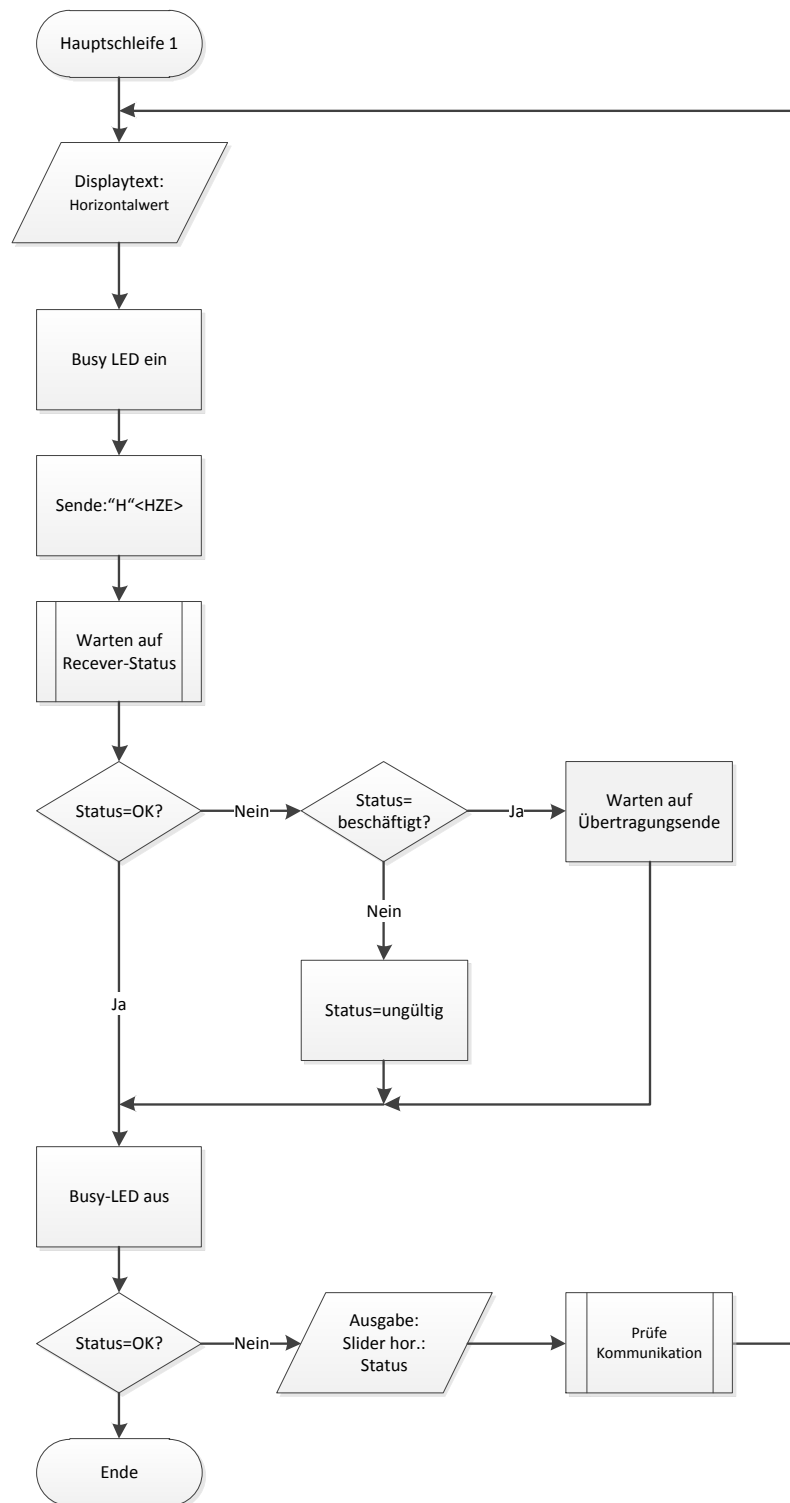 Hauptschleife 1
Displaytext:
Horizontalwert
Busy LED ein
Sende:“H“<HZE>
Warten auf
Recever-Status
Status=OK?
Nein
Status=
beschäftigt?
Ja
Warten auf
Übertragungsende
Nein
Status=ungültig
Ja
Busy-LED aus
Status=OK?
Nein
Ausgabe:
Slider hor.:
Status
Prüfe
Kommunikation
Ende